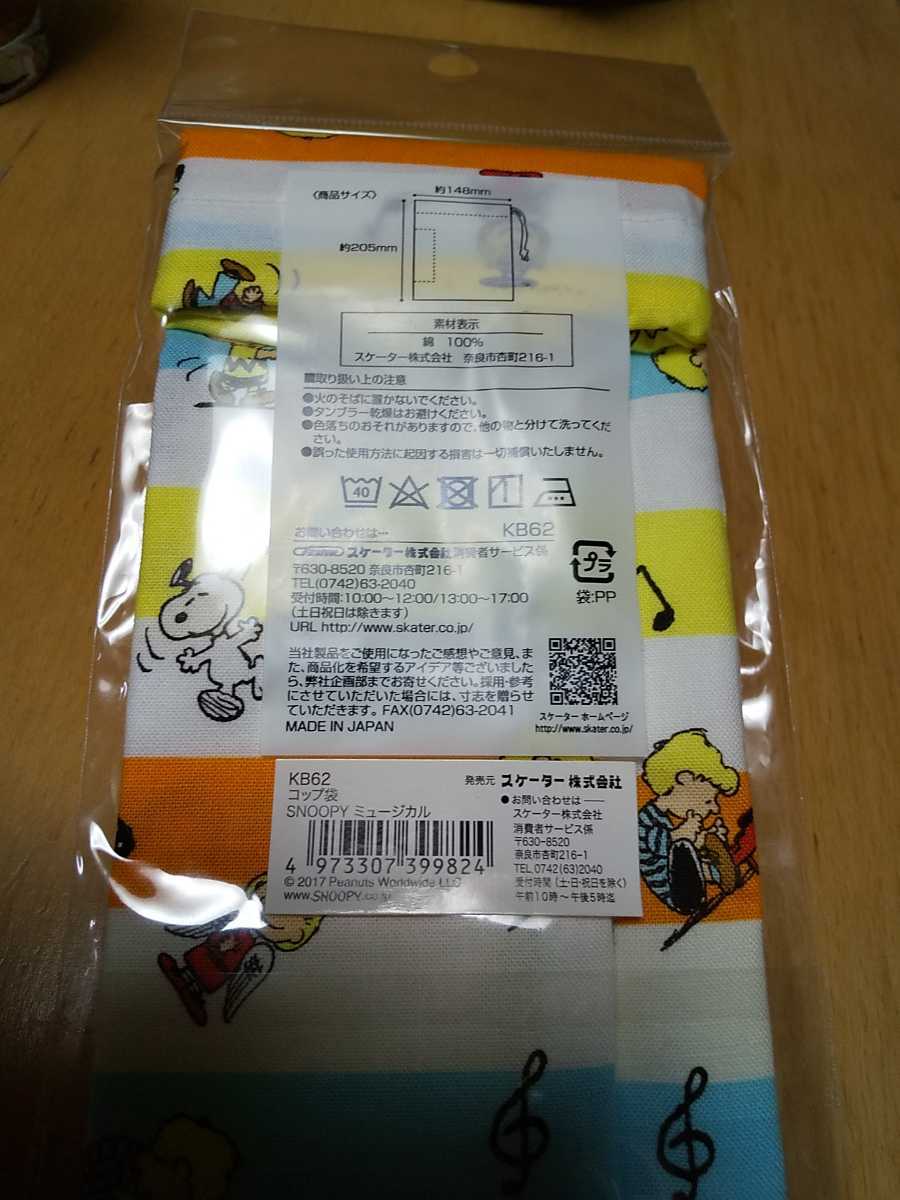 〈商品サイズ〉
約148mm
約205mm
素材表示
綿 100%
スケーター株式会社 奈良市杏町216-1
■取り扱い上の注意
●火のそばに置かないでください。
●タンブラー乾燥はお避けください。
●色落ちのおそれがありますので、他の物と分けて洗ってくだ
さい。
●誤った使用方法に起因する損害は一切補償いたしません。
40
お問い合わせは… KB62
スケーター株式会社消費者サービス係
〒630-8520 奈良市杏町216-1
TEL(0742)63-2040
受付時間:10:00〜12:00/13:00〜17:00
(土日祝日は除きます)
URL http://www.skater.co.jp/
プラ
袋:PP
当社製品をご使用になったご感想やご意見、ま
た、商品化を希望するアイデア等ございました
ら、弊社企画部までお寄せください。採用・参考
にさせていただいた場合には、寸志を贈らせ
ていただきます。FAX(0742)63-2041
MADE IN JAPAN
スケーター ホームページ
http://www.skater.co.jp/
KB62
コップ袋
SNOOPY ミュージカル
4 973307 399824
© 2017 Peanuts Worldwide LLC
www.SNOOPY.co.jp
発売元 スケーター株式会社
●お問い合わせは
スケーター株式会社
消費者サービス係
〒630-8520
奈良市杏町216-1
TEL.0742(63)2040
受付時間(土・日・祝日を除く)
午前10時〜午後5時迄